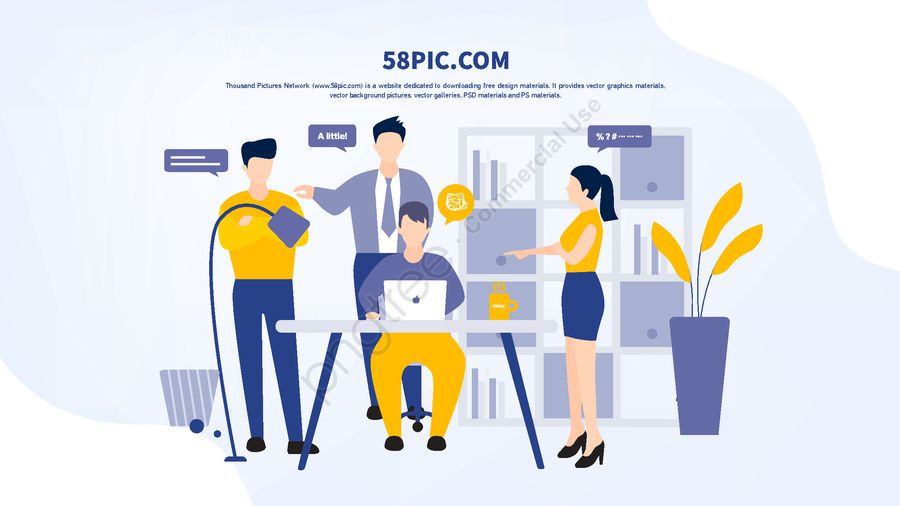 58PIC.COM
Thousand Pictures Network (www.58pic.com) is a website dedicated to downloading free design materials. It provides vector graphics materials,
vector background pictures, vector galleries, PSD materials and PS materials.
A little!
% ? # ··· ··· ···
WORK
pngtree · Commercial Use